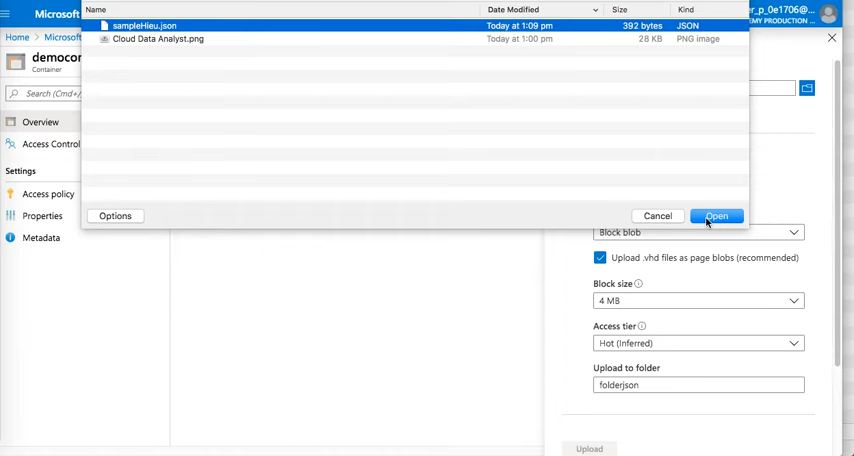 Name Date Modified Size Kind
sampleHieu.json Today at 1:09 pm 392 bytes JSON
Cloud Data Analyst.png Today at 1:00 pm 28 KB PNG image
Options Cancel Open
Microsoft
er_p_0e1706@...
EMY PRODUCTION ...
Home > Microsoft
democor
Container
Search (Cmd+/
Overview
Access Control
Settings
Access policy
Properties
Metadata
Block blob
Upload .vhd files as page blobs (recommended)
Block size
4 MB
Access tier
Hot (Inferred)
Upload to folder
folderjson
Upload